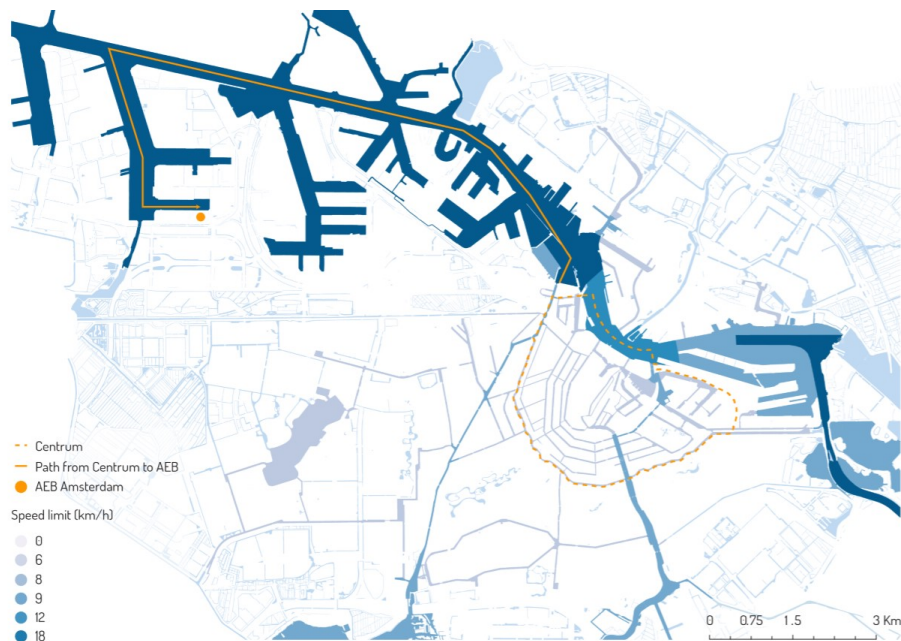 Centrum
Path from Centrum to AEB
AEB Amsterdam
Speed limit (km/h)
0
6
8
9
12
18
0 0.75 1.5 3 Km